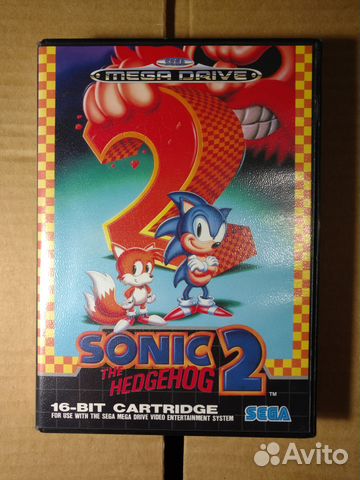 SEGA
MEGA DRIVE
2
SONIC
THE
HEDGEHOG 2
TM
16-BIT CARTRIDGE
FOR USE WITH THE SEGA MEGA DRIVE VIDEO ENTERTAINMENT SYSTEM
SEGA
Avito